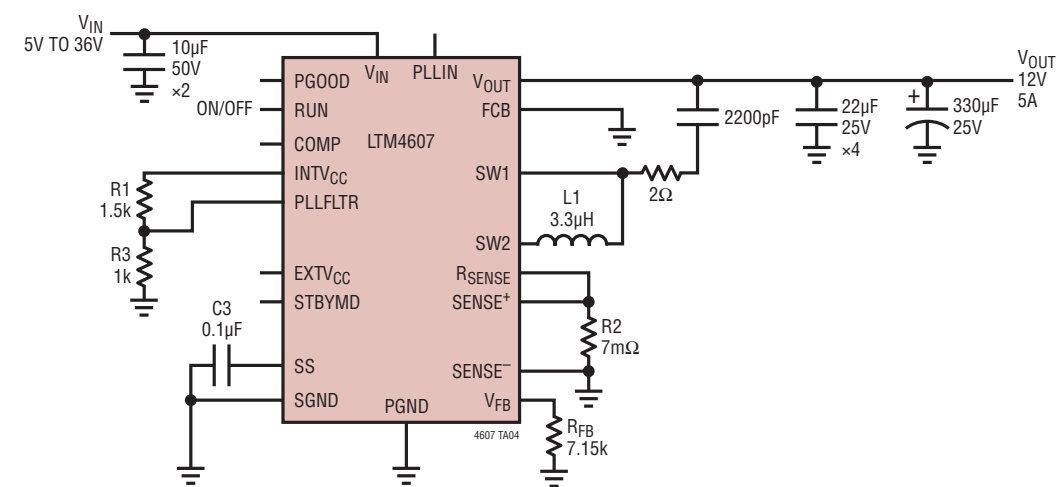 VIN
5V TO 36V
10µF
50V
×2
VOUT
12V
5A
PGOOD
VIN
PLLIN
VOUT
ON/OFF
RUN
FCB
2200pF
22µF
25V
×4
+
330µF
25V
COMP
LTM4607
INTVCC
SW1
2Ω
R1
1.5k
PLLFLTR
L1
3.3µH
R3
1k
SW2
EXTVCC
RSENSE
STBYMD
SENSE+
C3
0.1µF
R2
7mΩ
SS
SENSE–
SGND
PGND
VFB
4607 TA04
RFB
7.15k